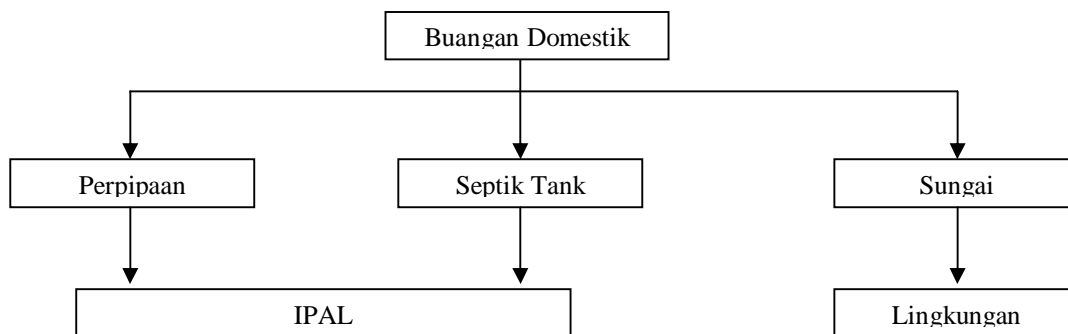 Buangan Domestik
Perpipaan
Septik Tank
Sungai
IPAL
Lingkungan